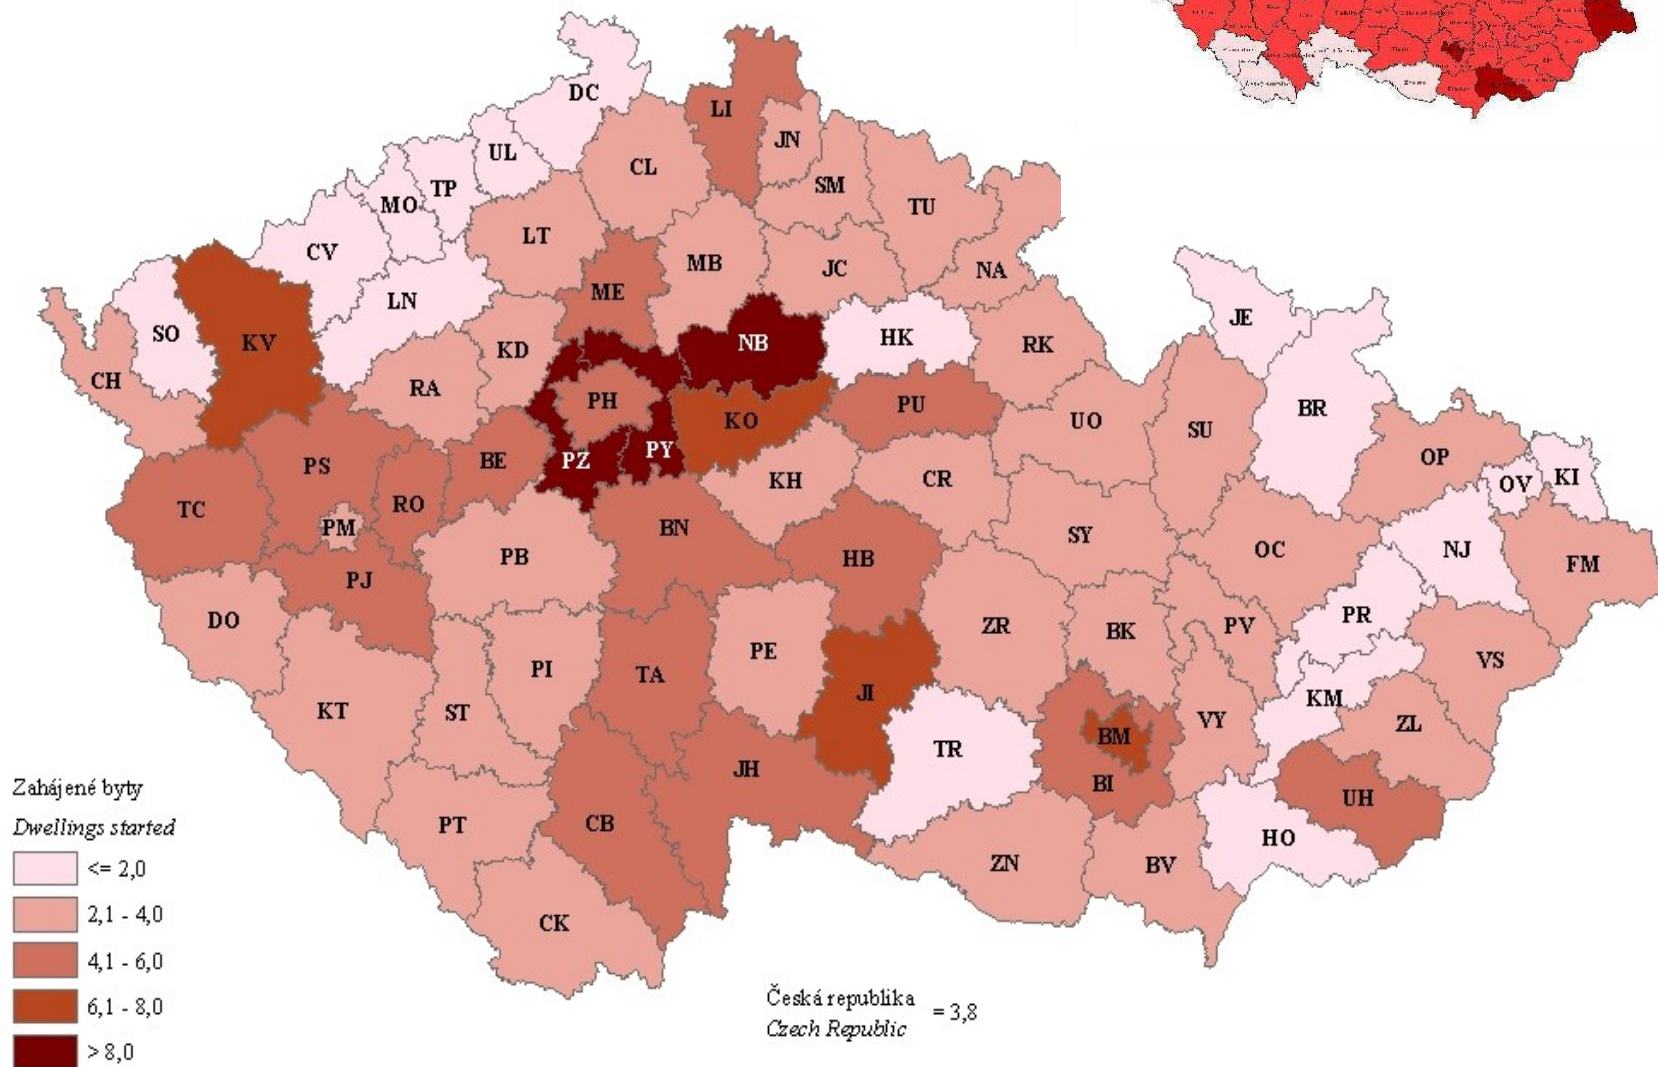 DC
LI
JN
UL
CL
TP
SM
MO
TU
LT
CV
MB
JC
NA
ME
LN
SO
KV
KD
NB
HK
RK
JE
CH
RA
PH
KO
PU
BR
UO
SU
PY
PZ
BE
PS
KH
CR
OP
OV
KI
TC
RO
PM
BN
SY
OC
NJ
FM
PB
HB
PJ
DO
ZR
BK
PV
PR
PE
VS
PI
TA
JI
KT
ST
KM
VY
ZL
BM
TR
JH
BI
UH
PT
CB
HO
ZN
BV
CK
Zahájené byty
Dwellings started
<= 2,0
2,1 - 4,0
4,1 - 6,0
6,1 - 8,0
> 8,0
Česká republika
= 3,8
Czech Republic